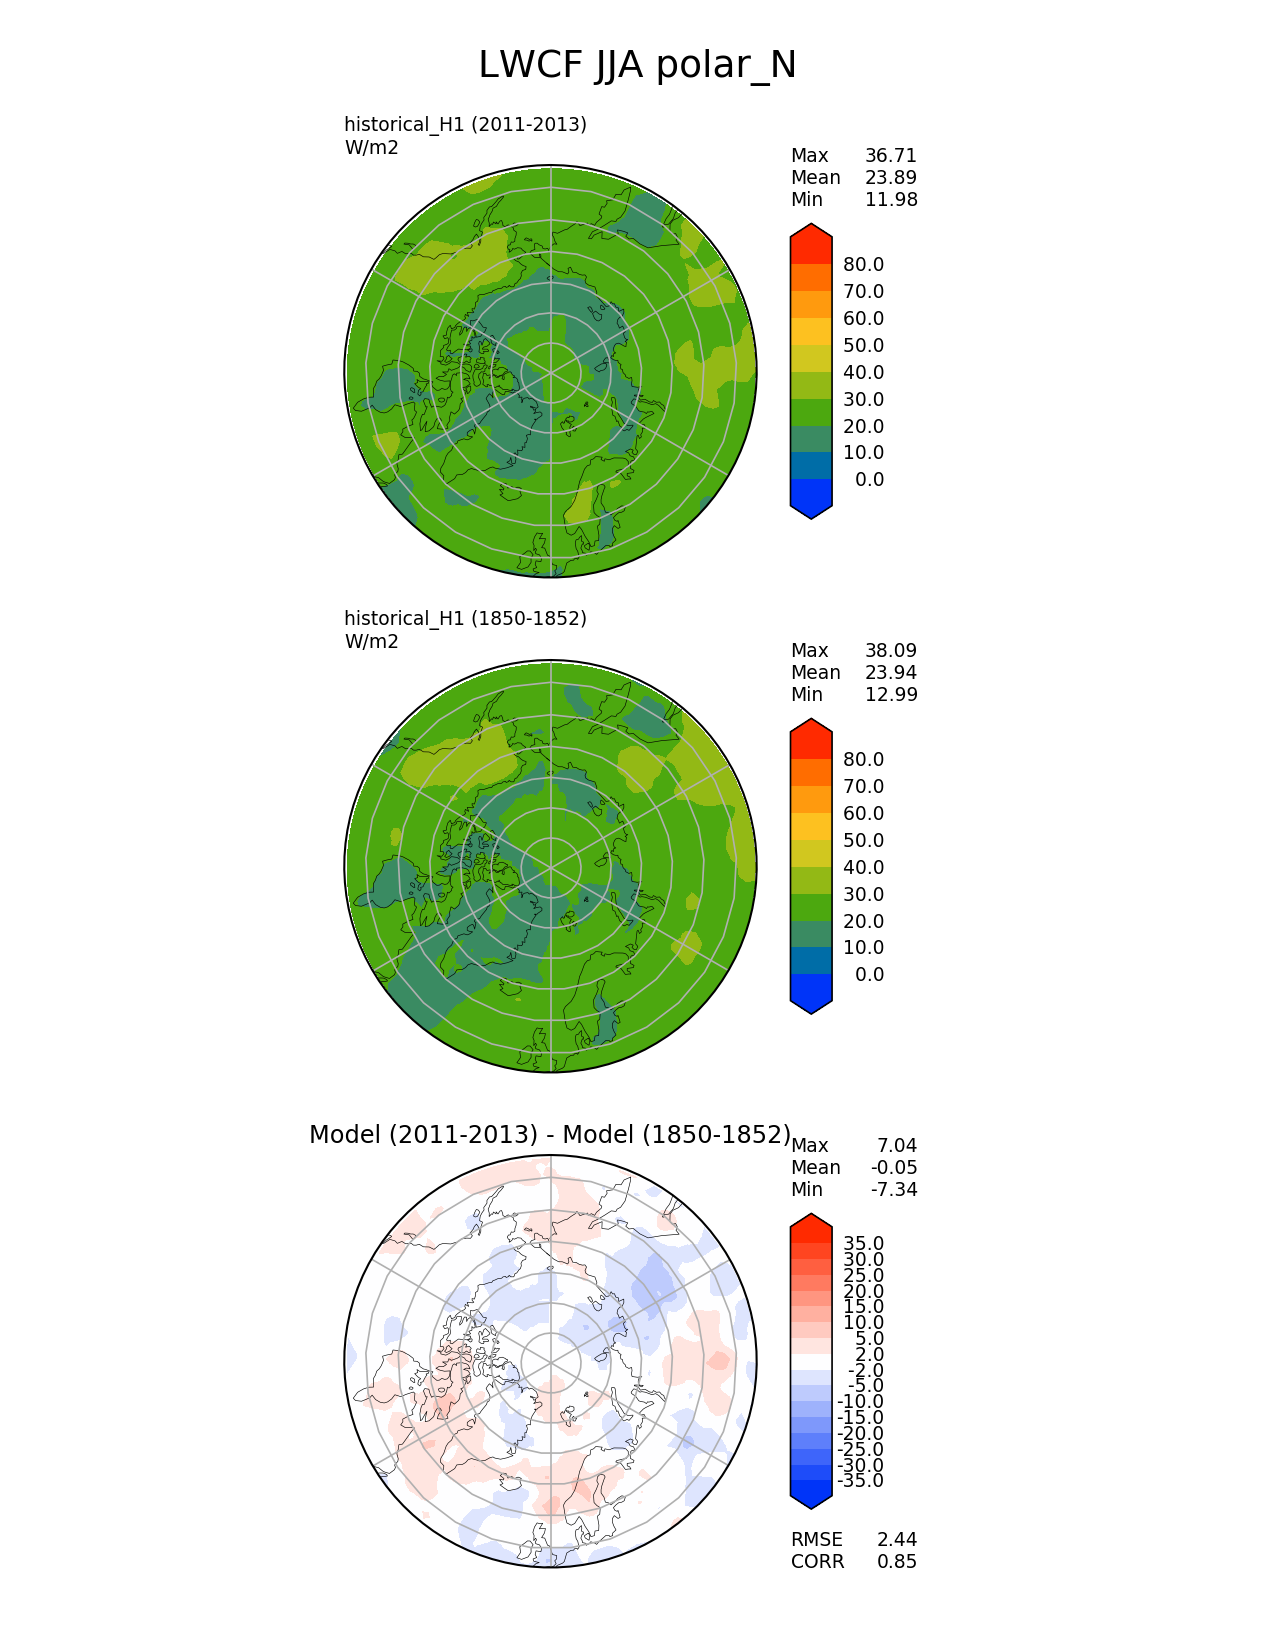 LWCF JJA polar_N
historical_H1 (2011-2013)
W/m2
Max 36.71
Mean 23.89
Min 11.98
80.0
70.0
60.0
50.0
40.0
30.0
20.0
10.0
0.0
historical_H1 (1850-1852)
W/m2
Max 38.09
Mean 23.94
Min 12.99
80.0
70.0
60.0
50.0
40.0
30.0
20.0
10.0
0.0
Model (2011-2013) - Model (1850-1852)
Max 7.04
Mean -0.05
Min -7.34
35.0
30.0
25.0
20.0
15.0
10.0
5.0
2.0
-2.0
-5.0
-10.0
-15.0
-20.0
-25.0
-30.0
-35.0
RMSE 2.44
CORR 0.85